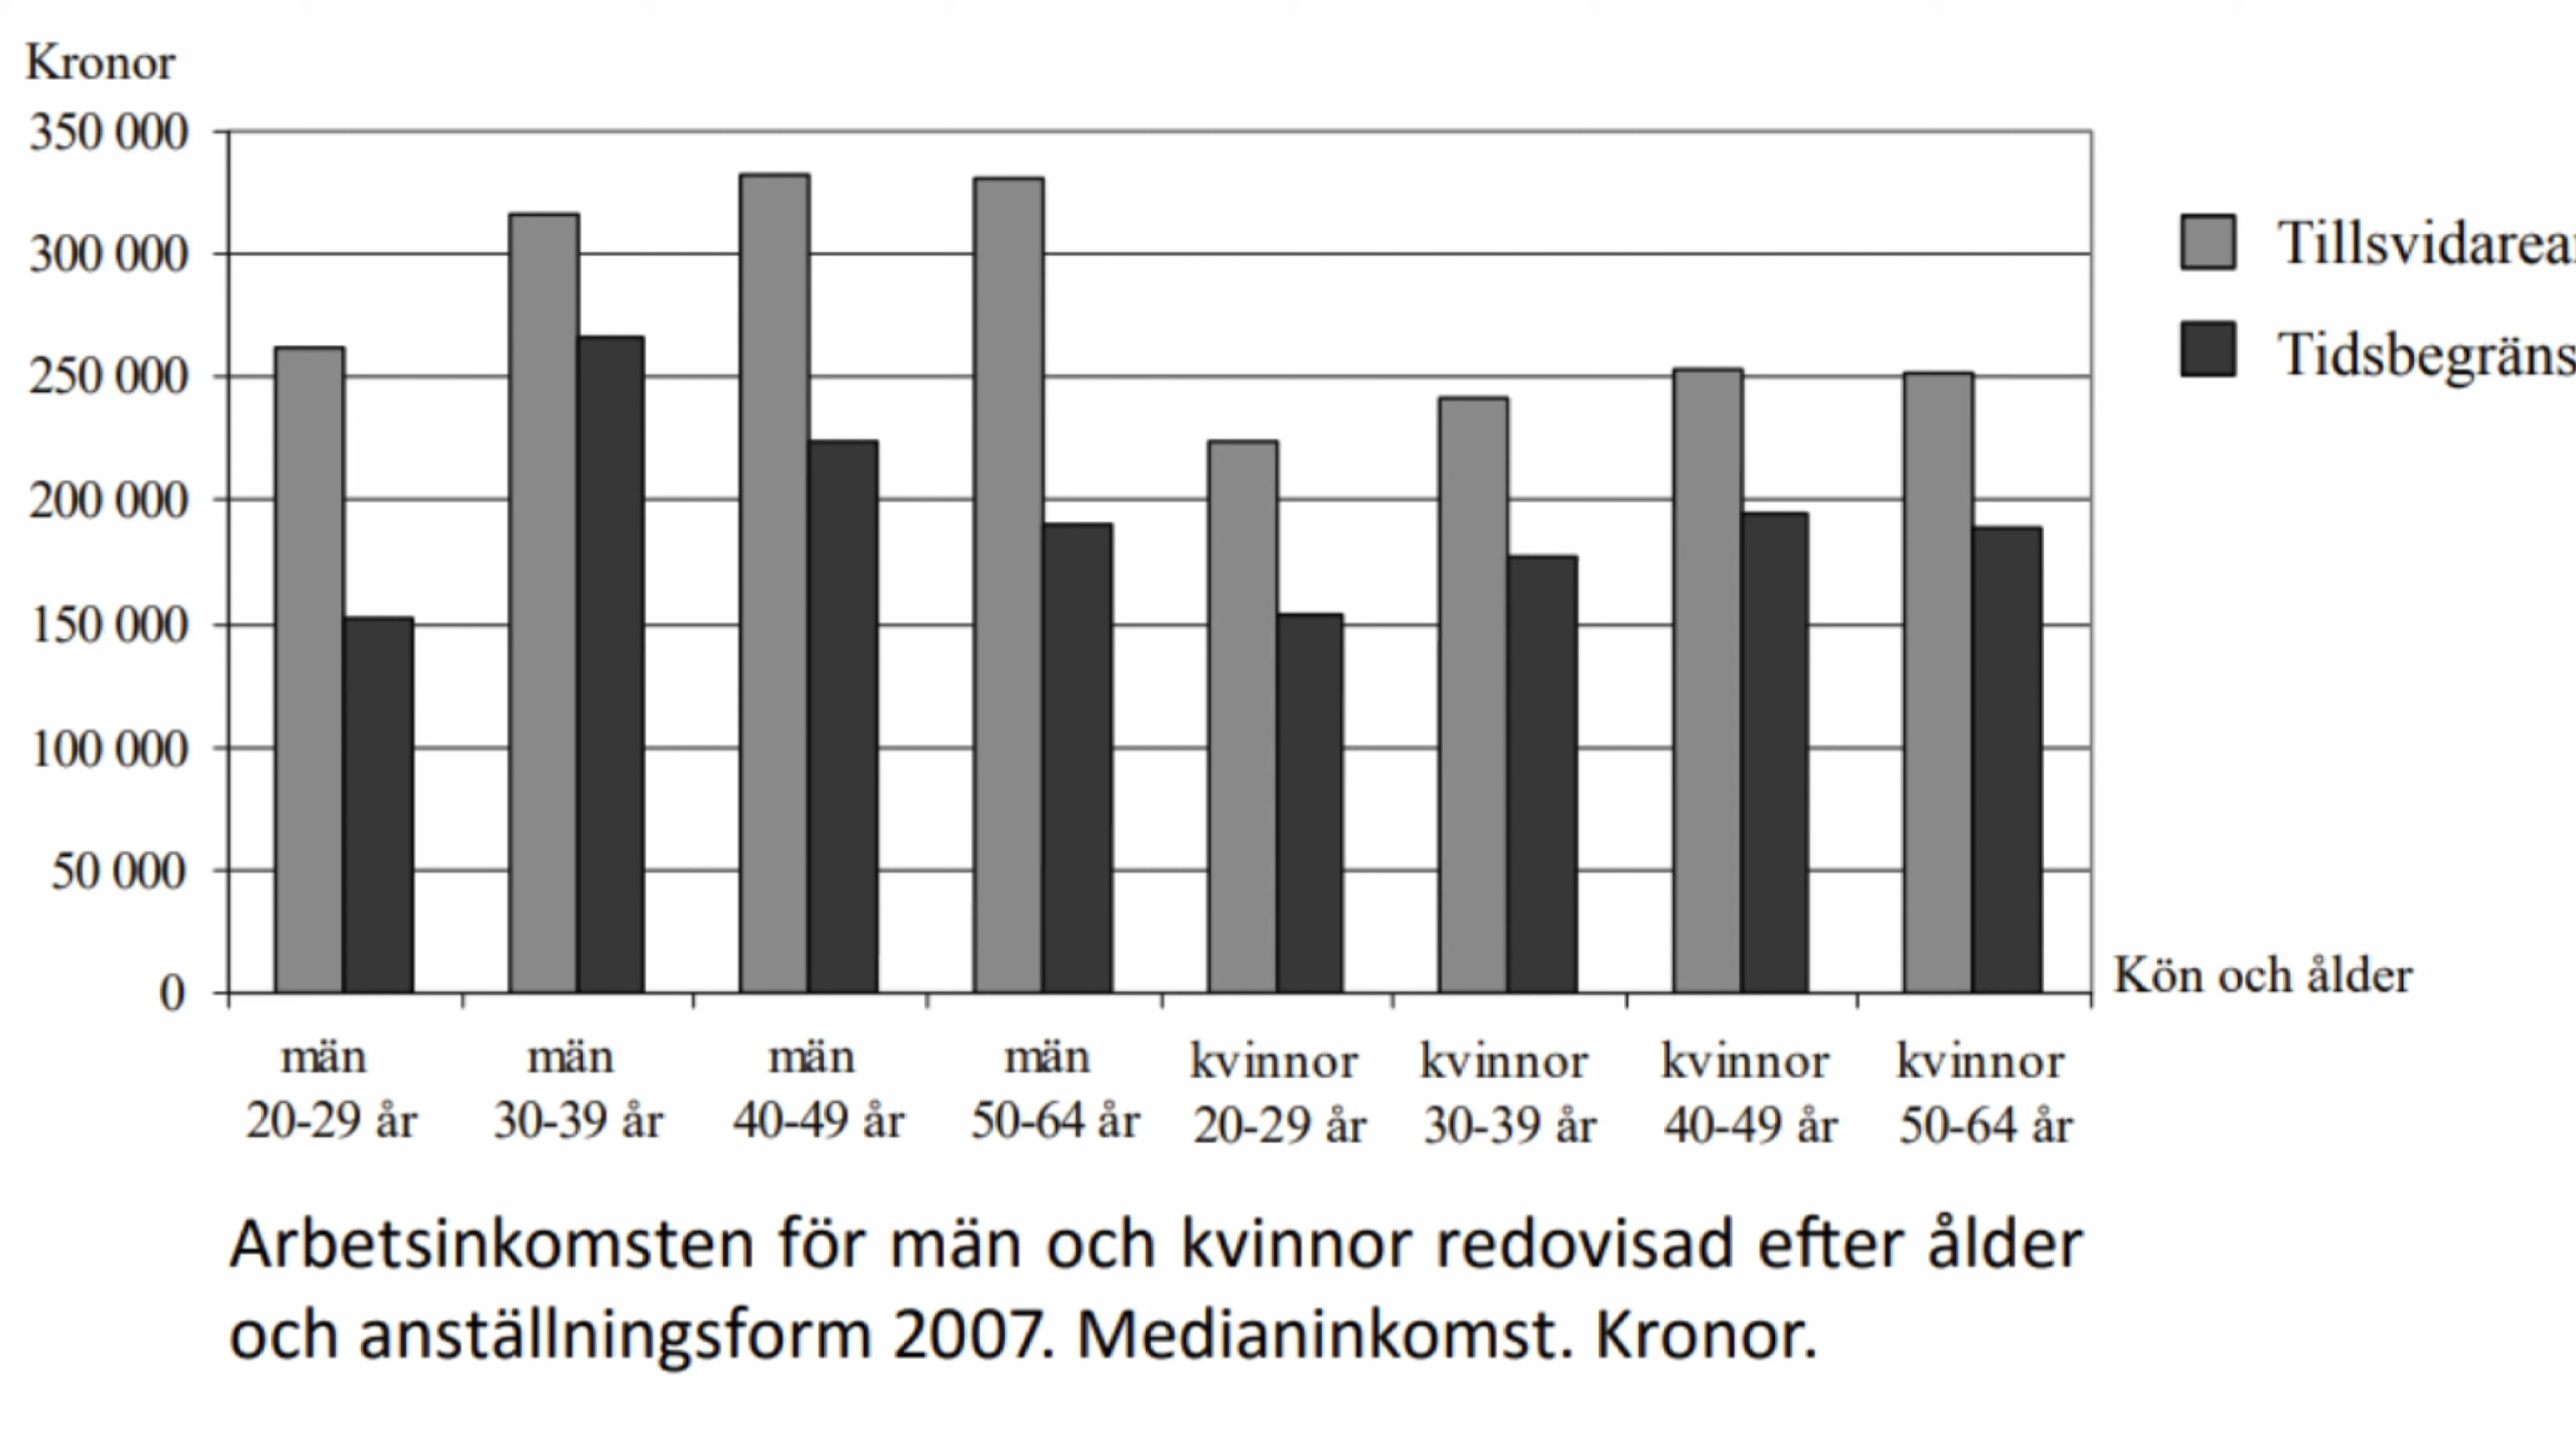 Kronor
350 000
300 000
250 000
200 000
150 000
100 000
50 000
0
män
20-29 år
män
30-39 år
män
40-49 år
män
50-64 år
kvinnor
20-29 år
kvinnor
30-39 år
kvinnor
40-49 år
kvinnor
50-64 år
Kön och ålder
Arbetsinkomsten för män och kvinnor redovisad efter ålder
och anställningsform 2007. Medianinkomst. Kronor.